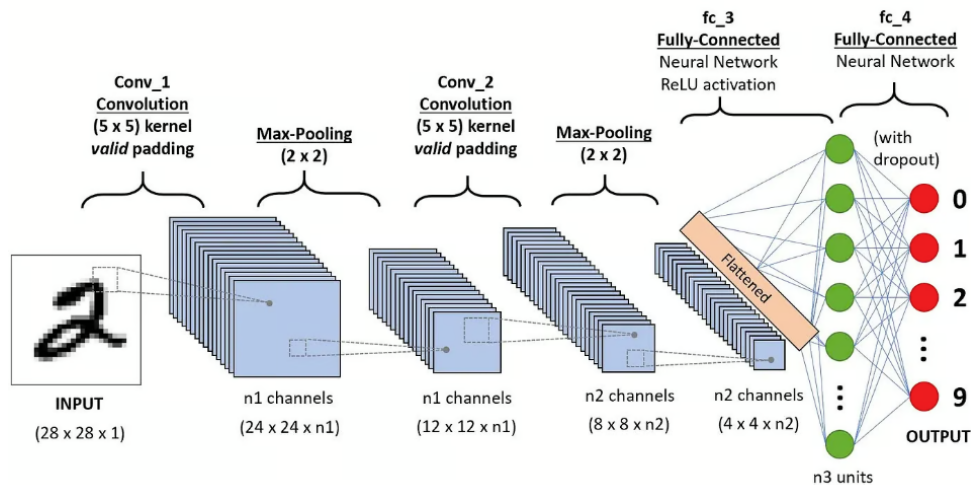 fc_3
Fully-Connected
Neural Network
ReLU activation
fc_4
Fully-Connected
Neural Network
Conv_1
Convolution
(5 x 5) kernel
valid padding
Max-Pooling
(2 x 2)
Conv_2
Convolution
(5 x 5) kernel
valid padding
Max-Pooling
(2 x 2)
(with
dropout)
Flattened
0
1
2
9
INPUT
(28 x 28 x 1)
n1 channels
(24 x 24 x n1)
n1 channels
(12 x 12 x n1)
n2 channels
(8 x 8 x n2)
n2 channels
(4 x 4 x n2)
OUTPUT
n3 units
2